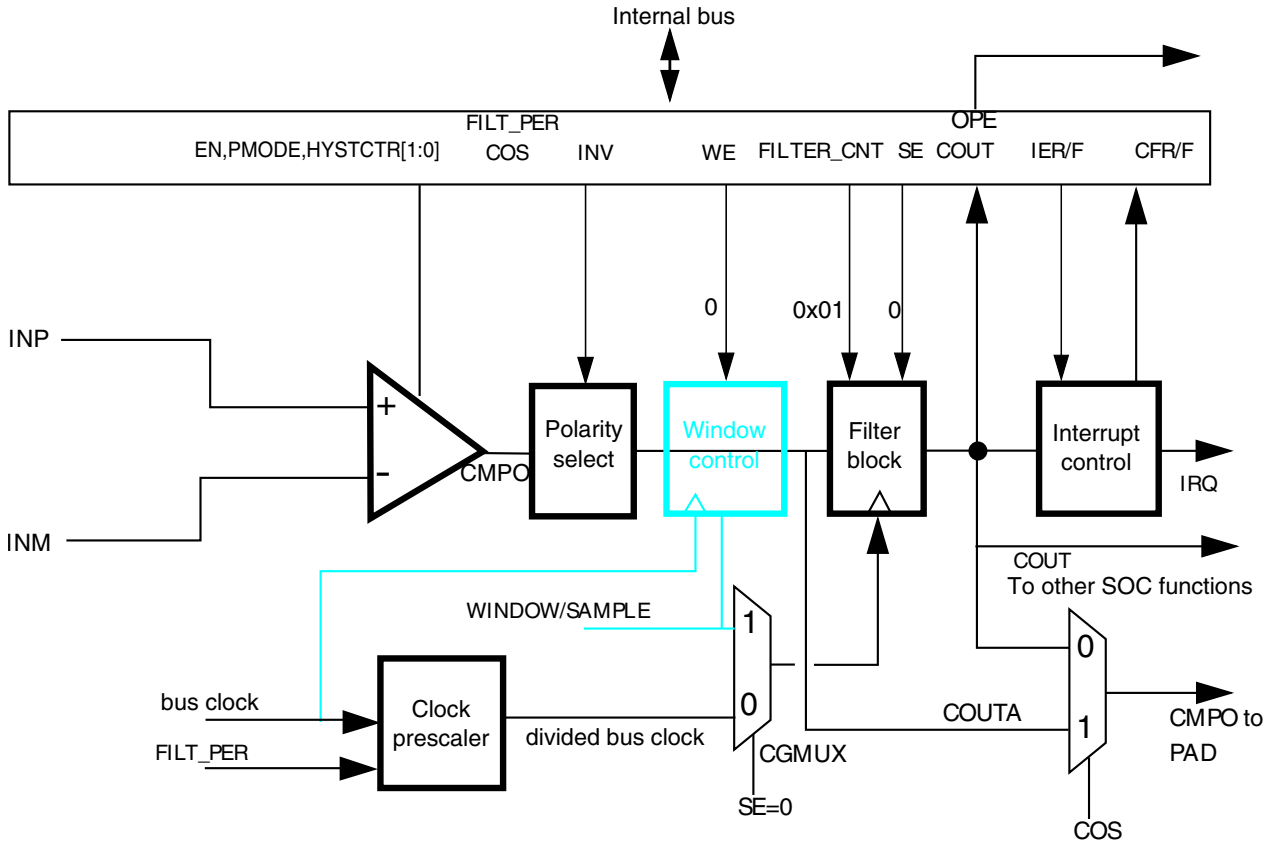 Internal bus
FILT_PER
OPE
EN,PMODE,HYSTCTR[1:0]
COS
INV
WE
FILTER_CNT
SE
COUT
IER/F
CFR/F
0
0x01
0
INP
+
-
INM
CMPO
Polarity
select
Window
control
Filter
block
Interrupt
control
IRQ
COUT
To other SOC functions
WINDOW/SAMPLE
1
0
CGMUX
SE=0
bus clock
FILT_PER
Clock
prescaler
divided bus clock
COUTA
0
1
CMPO to
PAD
COS